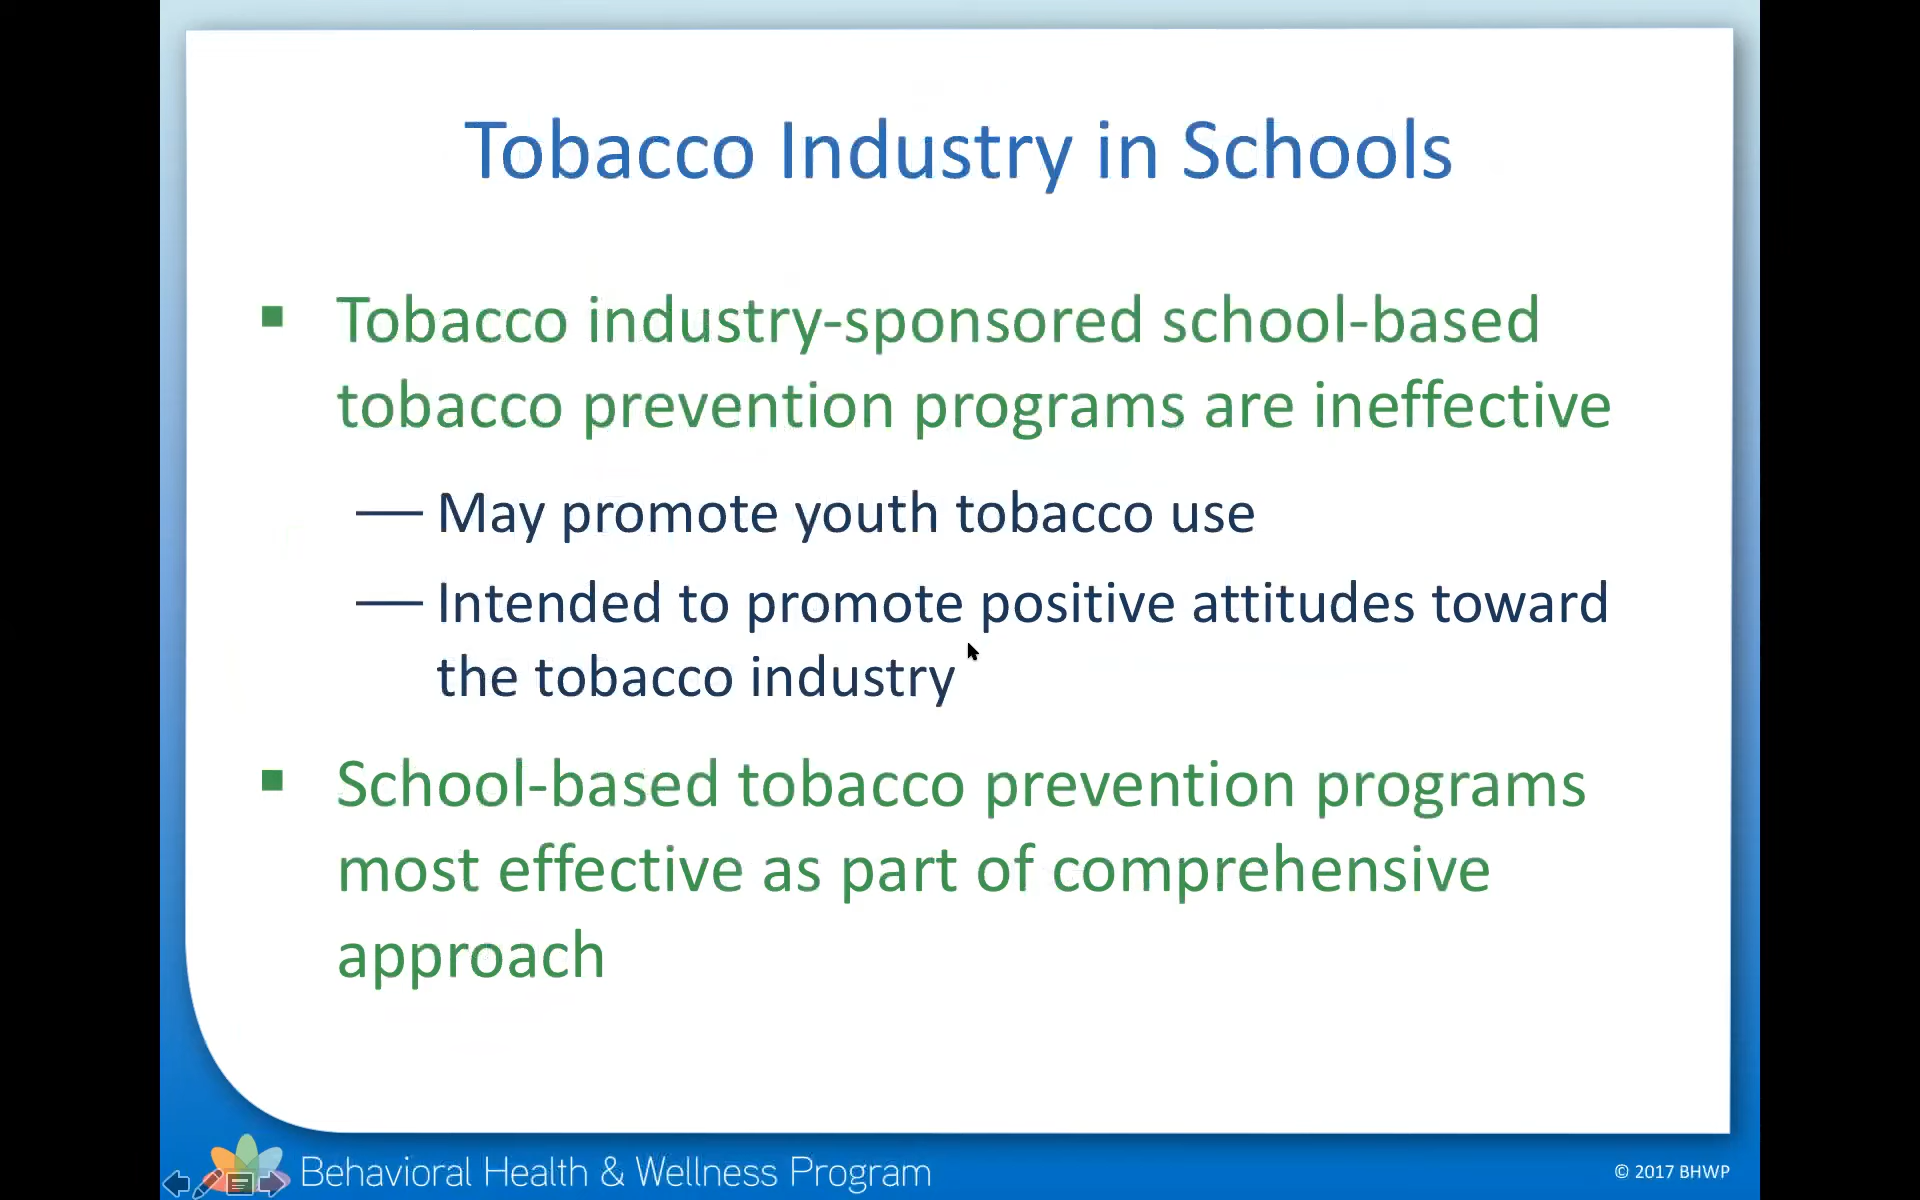 Tobacco Industry in Schools
▪ Tobacco industry-sponsored school-based
tobacco prevention programs are ineffective
— May promote youth tobacco use
— Intended to promote positive attitudes toward
the tobacco industry
▪ School-based tobacco prevention programs
most effective as part of comprehensive
approach
Behavioral Health & Wellness Program
© 2017 BHWP